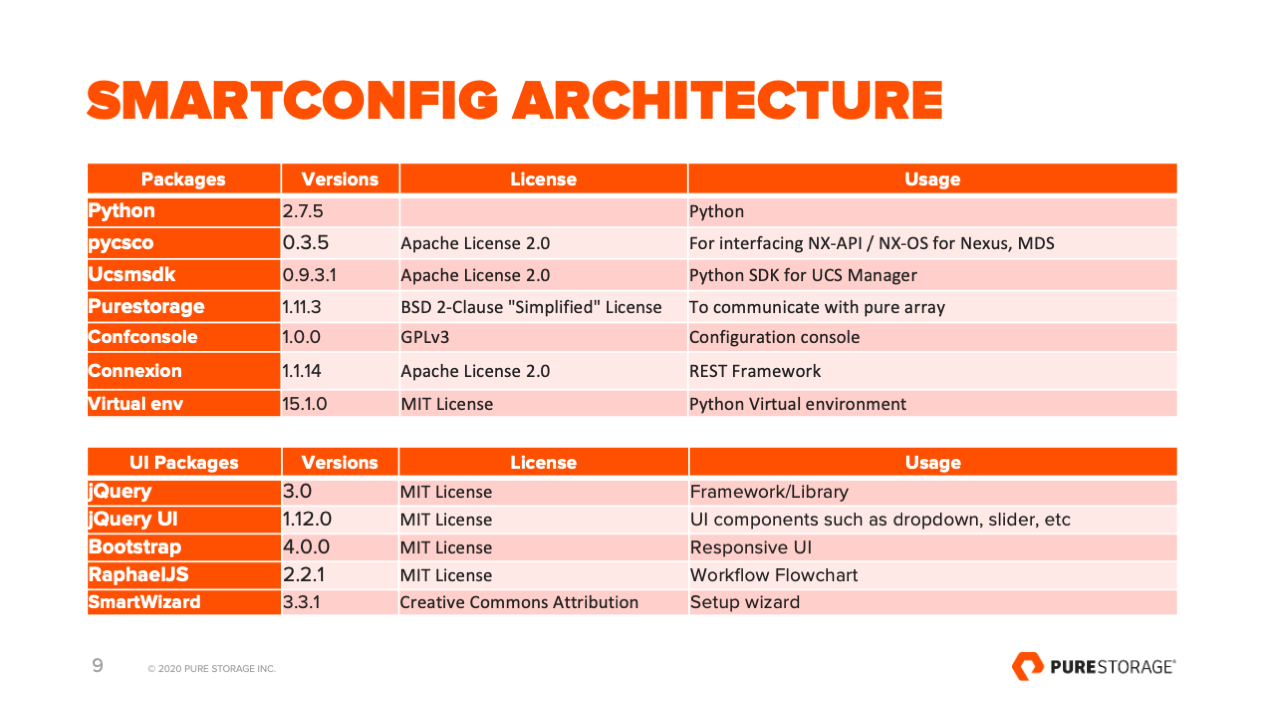 SMARTCONFIG ARCHITECTURE
Packages Versions License Usage
Python 2.7.5 Python
pycsco 0.3.5 Apache License 2.0 For interfacing NX-API / NX-OS for Nexus, MDS
Ucsmsdk 0.9.3.1 Apache License 2.0 Python SDK for UCS Manager
Purestorage 1.11.3 BSD 2-Clause "Simplified" License To communicate with pure array
Confconsole 1.0.0 GPLv3 Configuration console
Connexion 1.1.14 Apache License 2.0 REST Framework
Virtual env 15.1.0 MIT License Python Virtual environment
UI Packages Versions License Usage
jQuery 3.0 MIT License Framework/Library
jQuery UI 1.12.0 MIT License UI components such as dropdown, slider, etc
Bootstrap 4.0.0 MIT License Responsive UI
RaphaelJS 2.2.1 MIT License Workflow Flowchart
SmartWizard 3.3.1 Creative Commons Attribution Setup wizard
9 © 2020 PURE STORAGE INC. PURESTORAGE®